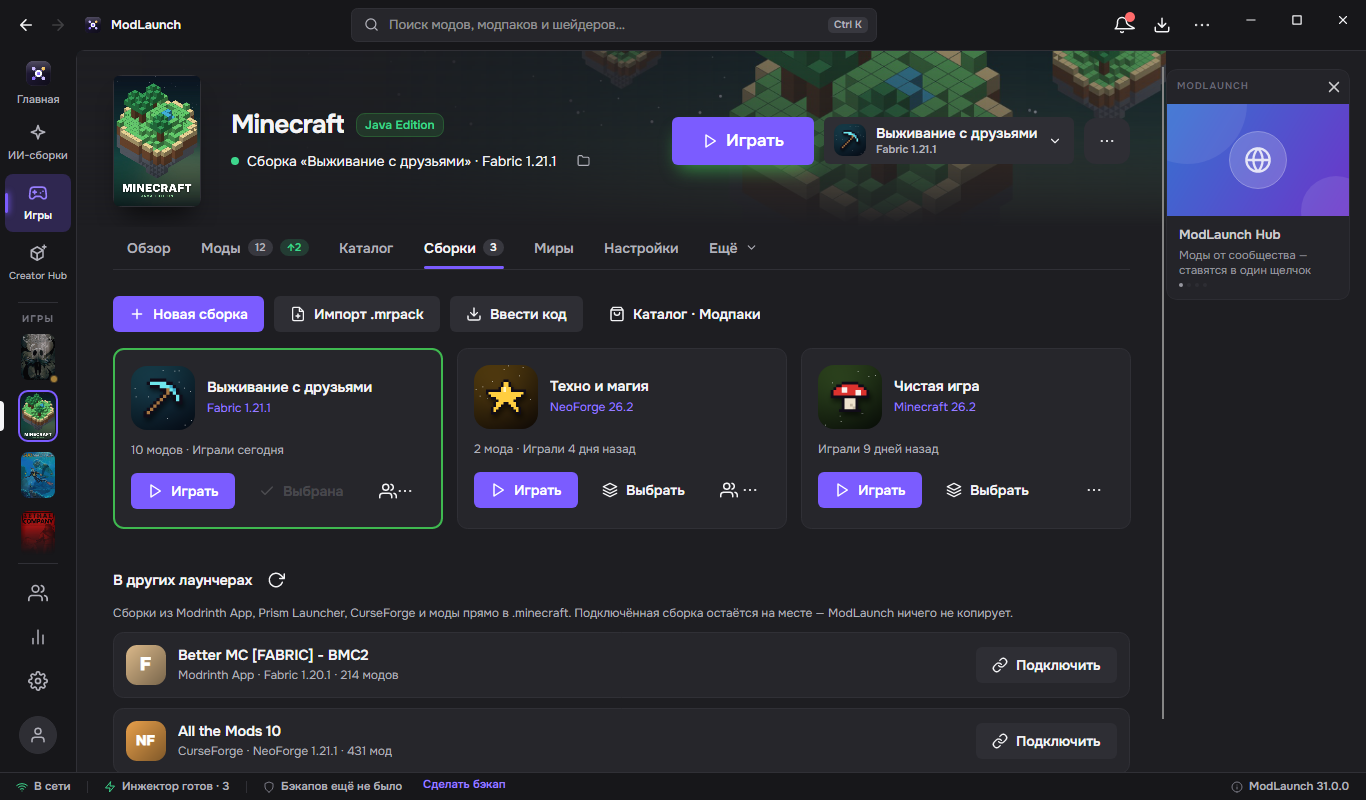 ModLaunch
Поиск модов, модпаков и шейдеров...
Ctrl K
Главная
ИИ-сборки
Игры
Creator Hub
ИГРЫ
MINECRAFT
Minecraft
Java Edition
Сборка «Выживание с друзьями» · Fabric 1.21.1
Играть
Выживание с друзьями
Fabric 1.21.1
MODLAUNCH
ModLaunch Hub
Моды от сообщества —
ставятся в один щелчок
Обзор
Моды 12 ↑2
Каталог
Сборки 3
Миры
Настройки
Ещё
Новая сборка
Импорт .mrpack
Ввести код
Каталог · Модпаки
Выживание с друзьями
Fabric 1.21.1
10 модов · Играли сегодня
Играть
Выбрана
Техно и магия
NeoForge 26.2
2 мода · Играли 4 дня назад
Играть
Выбрать
Чистая игра
Minecraft 26.2
Играли 9 дней назад
Играть
Выбрать
В других лаунчерах
Сборки из Modrinth App, Prism Launcher, CurseForge и моды прямо в .minecraft. Подключённая сборка остаётся на месте — ModLaunch ничего не копирует.
F
Better MC [FABRIC] - BMC2
Modrinth App · Fabric 1.20.1 · 214 модов
Подключить
NF
All the Mods 10
CurseForge · NeoForge 1.21.1 · 431 мод
Подключить
В сети
Инжектор готов · 3
Бэкапов ещё не было
Сделать бэкап
ModLaunch 31.0.0